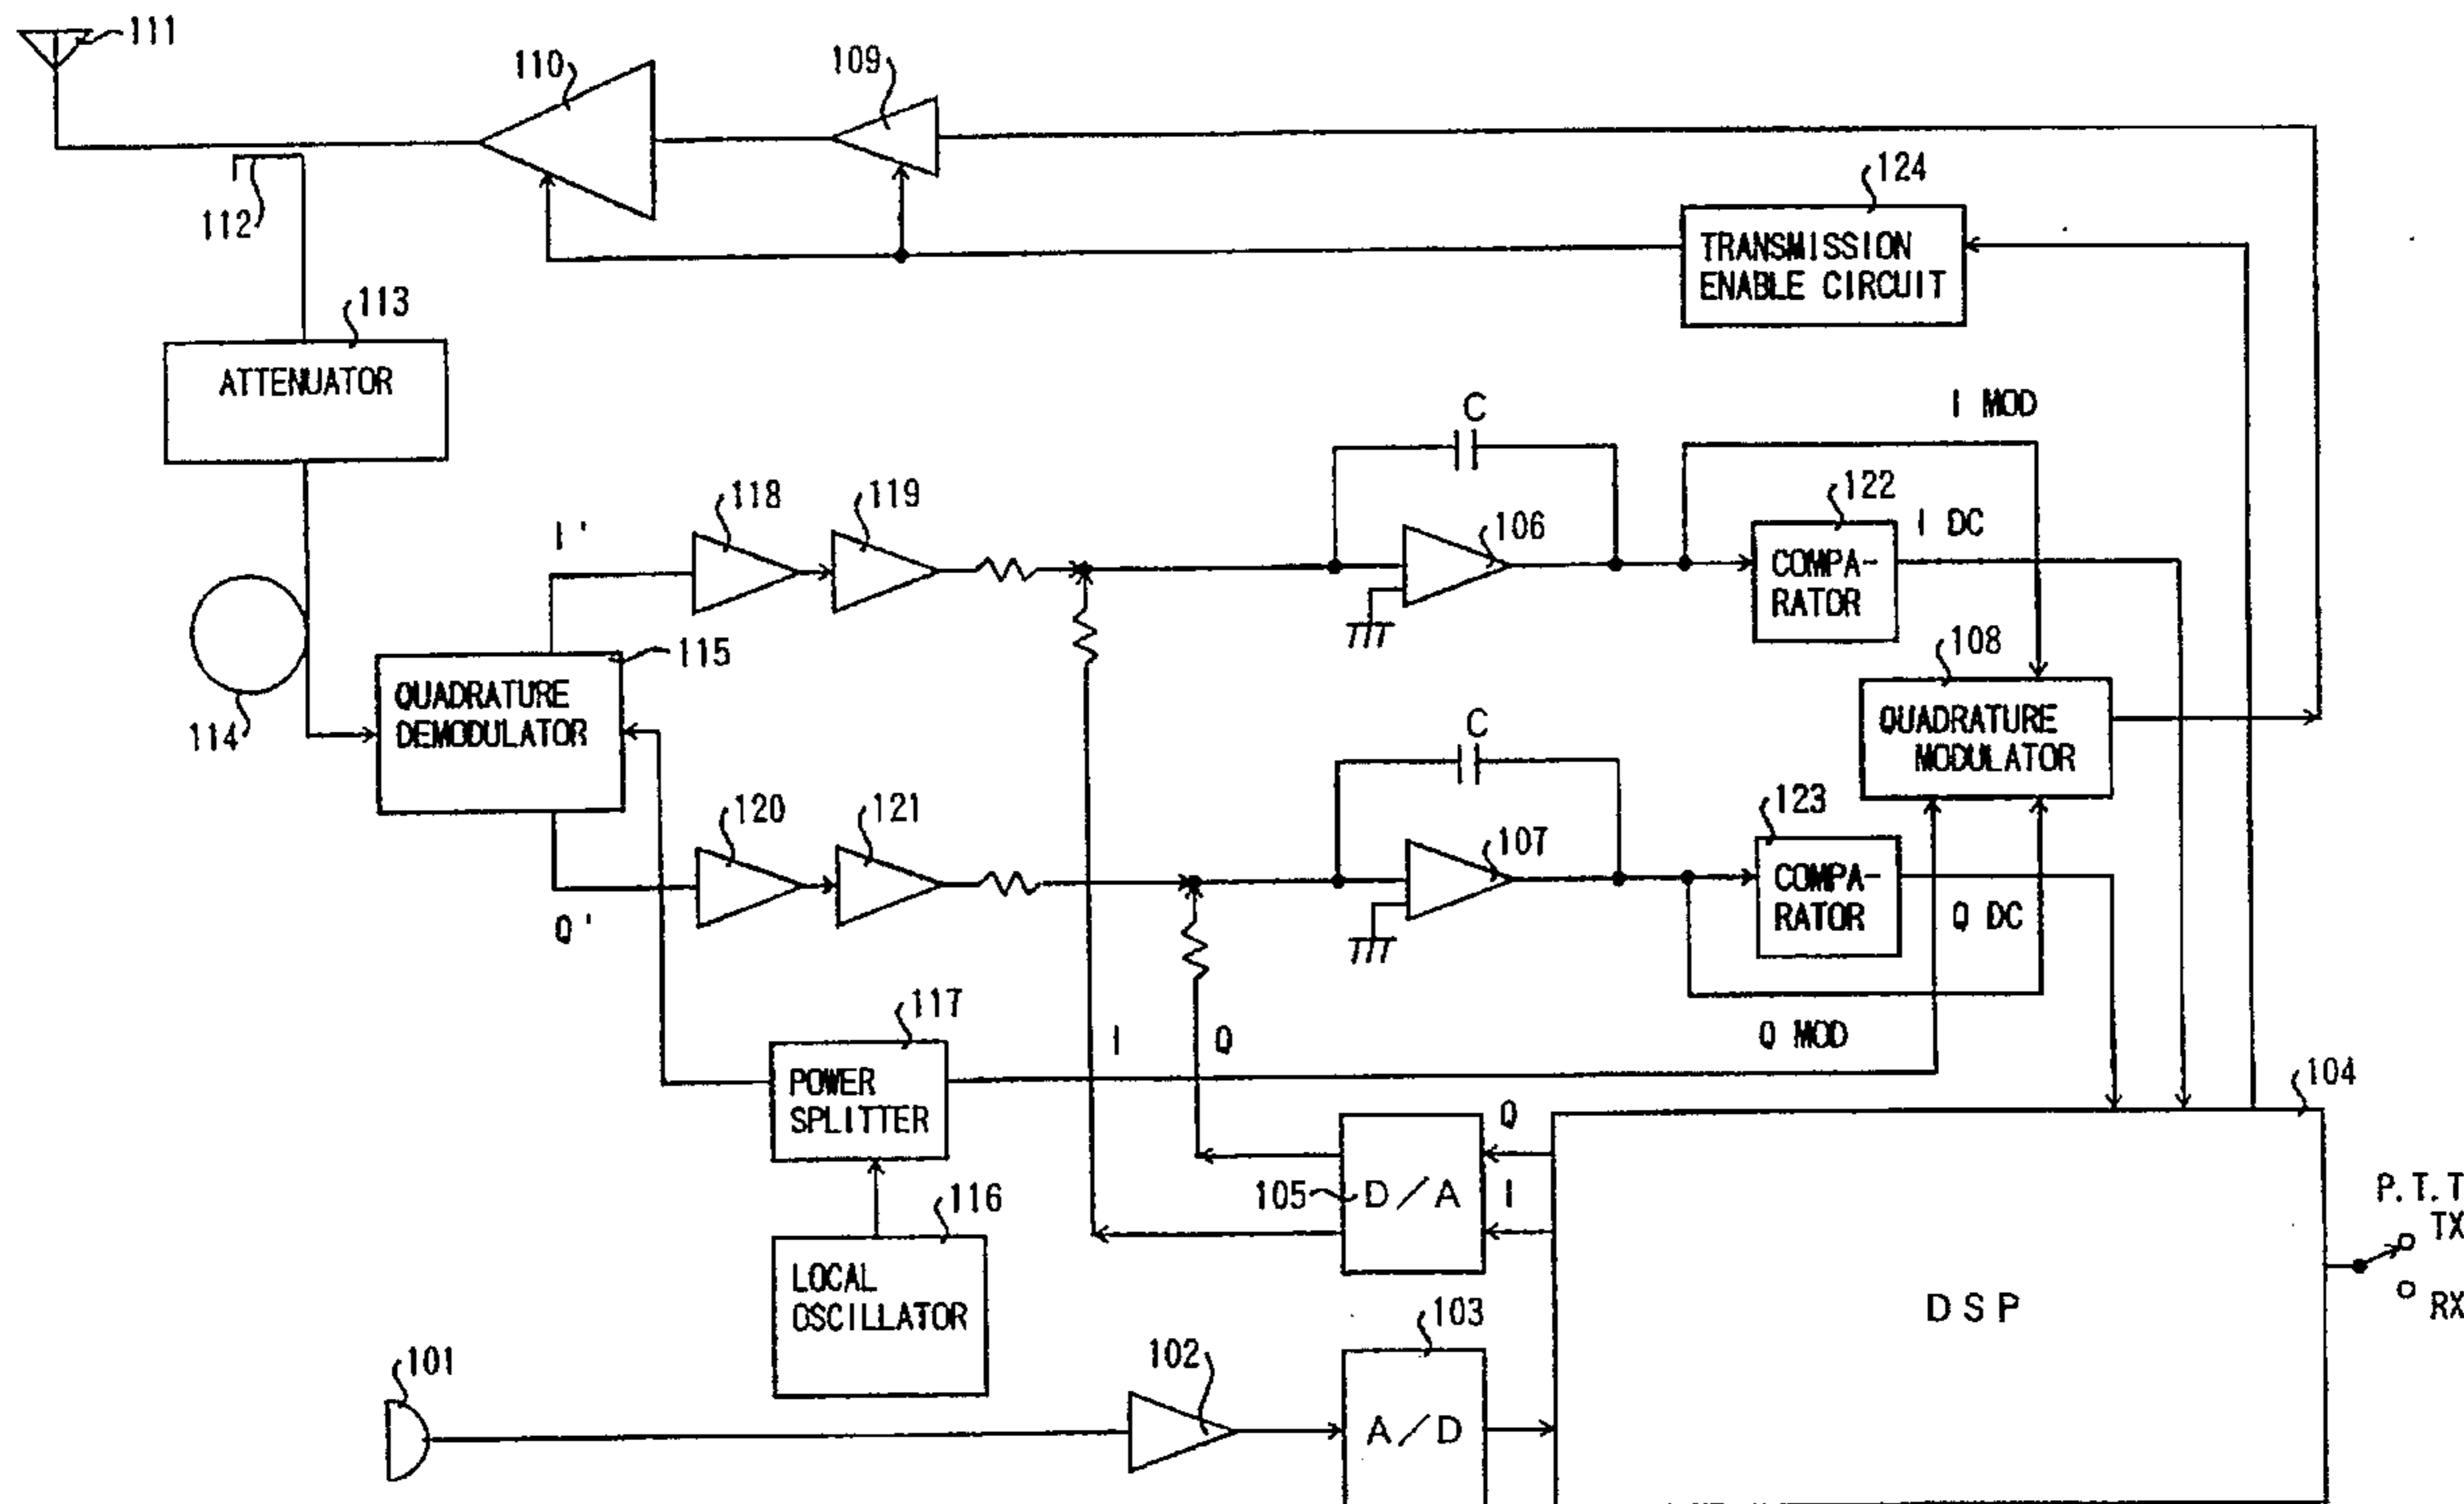 111
110
109
124
112
TRANSMISSION
ENABLE CIRCUIT
113
ATTENUATOR
C
I MOD
118
119
122
I'
106
I DC
COMPA-
RATOR
115
108
QUADRATURE
DEMODULATOR
114
C
QUADRATURE
MODULATOR
120
121
123
107
Q'
COMPA-
RATOR
Q DC
117
I
Q
Q MOD
POWER
SPLITTER
104
Q
105
D/A
I
P.T.T
TX
116
LOCAL
OSCILLATOR
DSP
RX
103
101
102
A/D